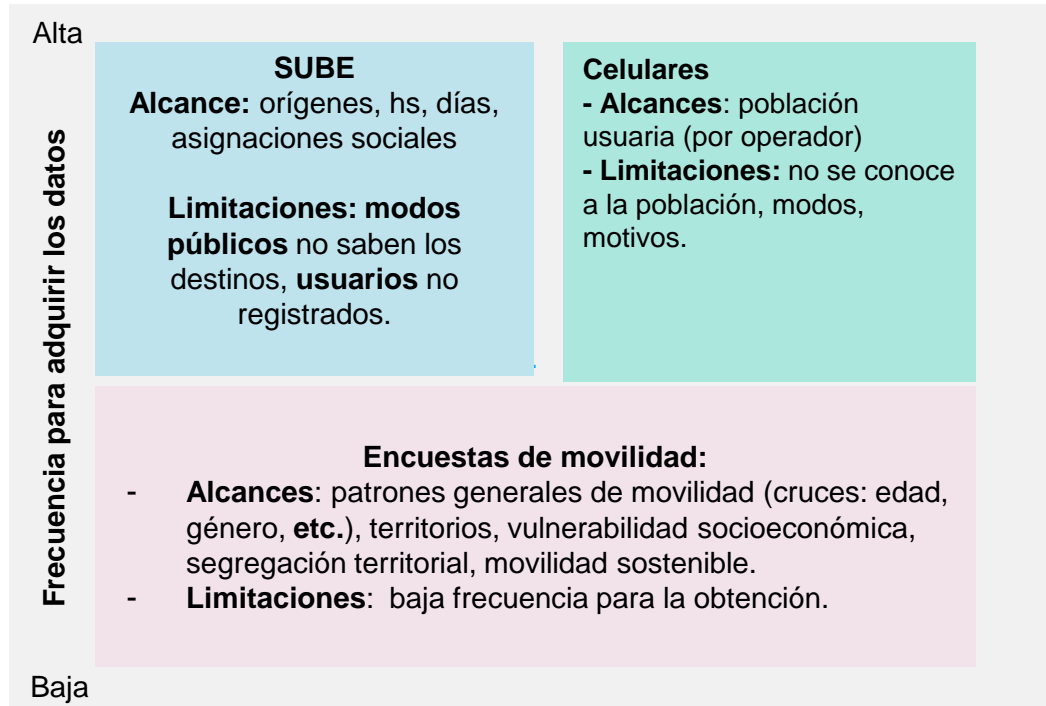 Alta
Frecuencia para adquirir los datos
SUBE
Alcance: orígenes, hs, días,
asignaciones sociales
Limitaciones: modos
públicos no saben los
destinos, usuarios no
registrados.
Celulares
- Alcances: población
usuaria (por operador)
- Limitaciones: no se conoce
a la población, modos,
motivos.
Encuestas de movilidad:
- Alcances: patrones generales de movilidad (cruces: edad,
género, etc.), territorios, vulnerabilidad socioeconómica,
segregación territorial, movilidad sostenible.
- Limitaciones: baja frecuencia para la obtención.
Baja